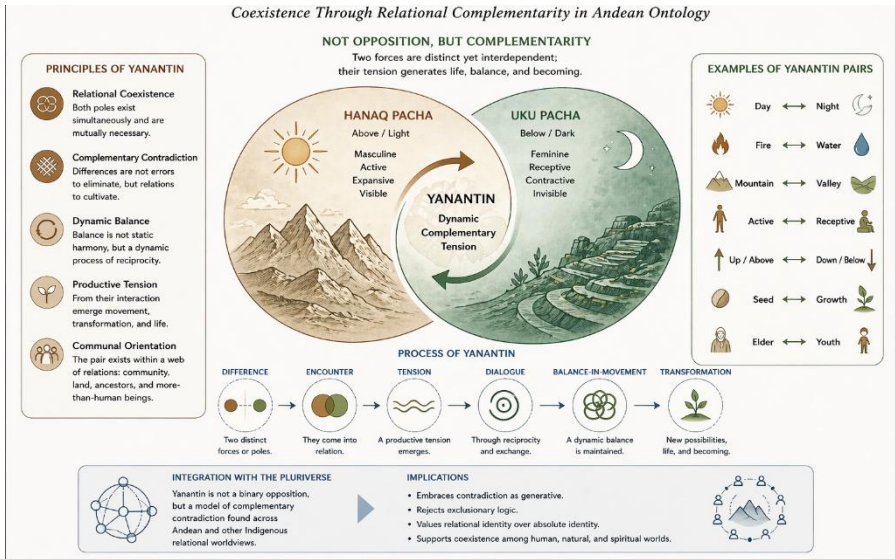 Coexistence Through Relational Complementarity in Andean Ontology
NOT OPPOSITION, BUT COMPLEMENTARITY
Two forces are distinct yet interdependent;
their tension generates life, balance, and becoming.
PRINCIPLES OF YANANTIN
Relational Coexistence
Both poles exist
simultaneously and are
mutually necessary.
Complementary Contradiction
Differences are not errors
to eliminate, but relations
to cultivate.
Dynamic Balance
Balance is not static
harmony, but a dynamic
process of reciprocity.
Productive Tension
From their interaction
emerge movement,
transformation, and life.
Communal Orientation
The pair exists within a web
of relations: community,
land, ancestors, and more-
than-human beings.
HANAQ PACHA
Above / Light
Masculine
Active
Expansive
Visible
YANANTIN
Dynamic
Complementary
Tension
UKU PACHA
Below / Dark
Feminine
Receptive
Contractive
Invisible
EXAMPLES OF YANANTIN PAIRS
Day Night
Fire Water
Mountain Valley
Active Receptive
Up / Above Down / Below
Seed Growth
Elder Youth
PROCESS OF YANANTIN
DIFFERENCE
Two distinct
forces or poles.
ENCOUNTER
They come into
relation.
TENSION
A productive tension
emerges.
DIALOGUE
Through reciprocity
and exchange.
BALANCE-IN-MOVEMENT
A dynamic balance
is maintained.
TRANSFORMATION
New possibilities,
life, and becoming.
INTEGRATION WITH THE PLURIVERSE
Yanantin is not a binary opposition,
but a model of complementary
contradiction found across
Andean and other Indigenous
relational worldviews.
IMPLICATIONS
• Embraces contradiction as generative.
• Rejects exclusionary logic.
• Values relational identity over absolute identity.
• Supports coexistence among human, natural, and spiritual worlds.